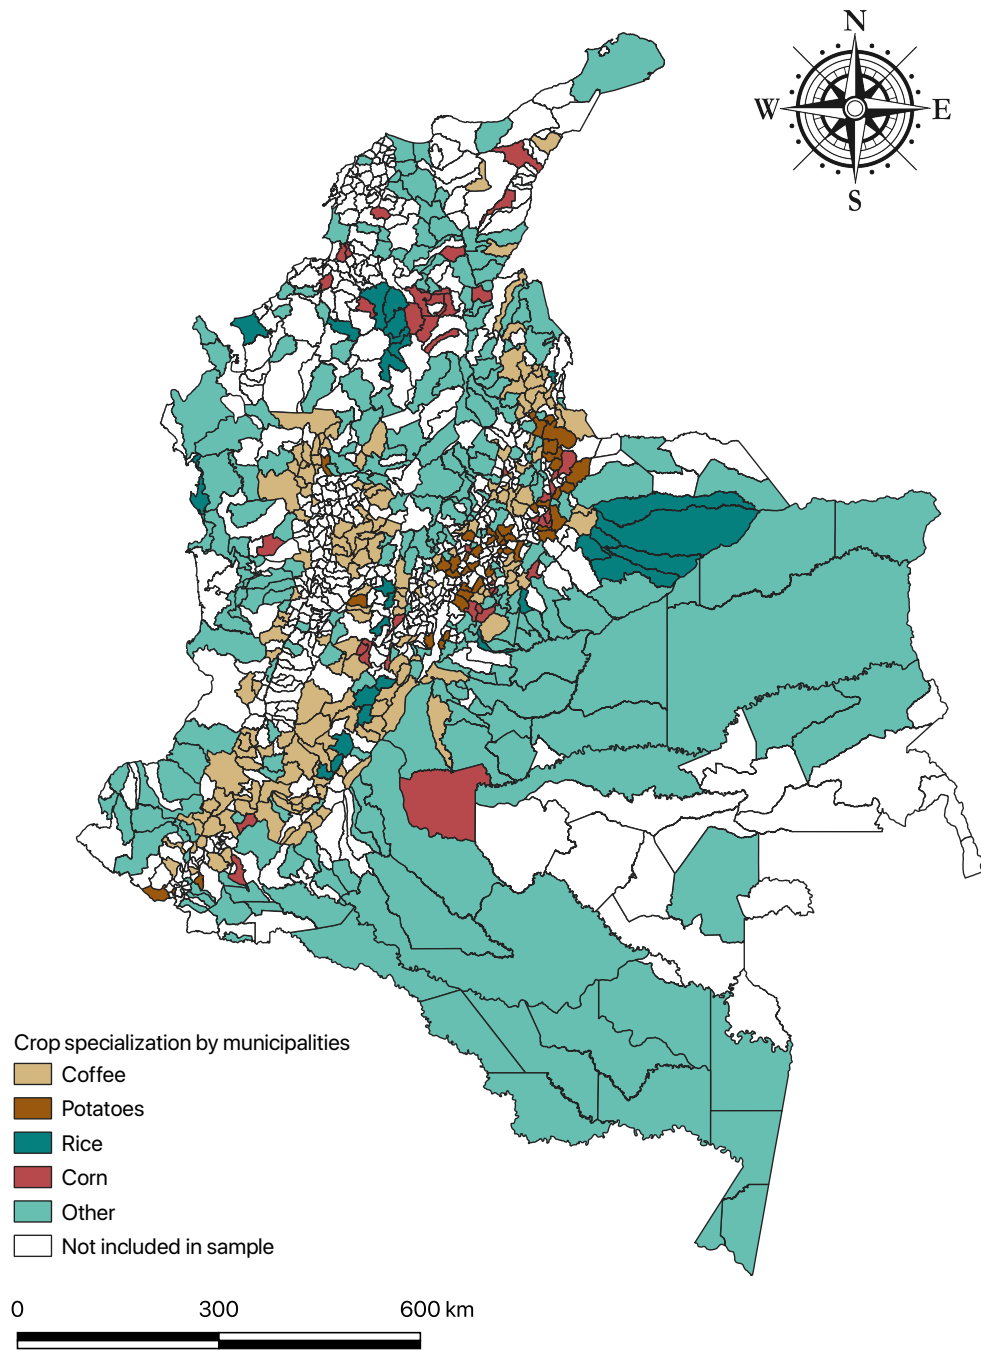 N
W E
S
Crop specialization by municipalities
Coffee
Potatoes
Rice
Corn
Other
Not included in sample
0 300 600 km